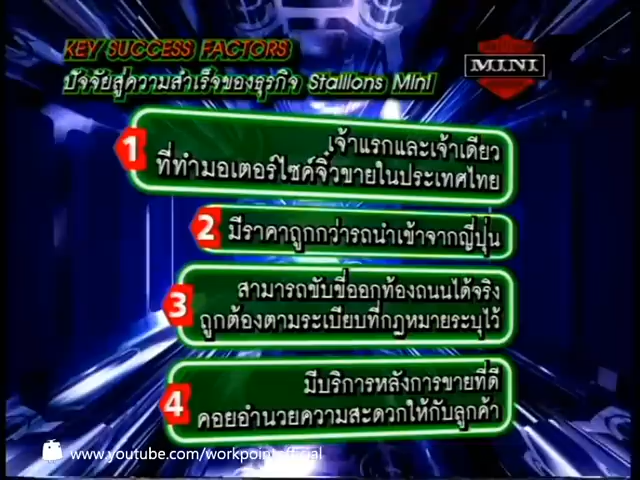 KEY SUCCESS FACTORS
ปัจจัยสู่ความสำเร็จของธุรกิจ Stallions Mini
MINI
1
เจ้าแรกและเจ้าเดียว
ที่ทำมอเตอร์ไซค์จิ๋วขายในประเทศไทย
2
มีราคาถูกกว่ารถนำเข้าจากญี่ปุ่น
3
สามารถขับขี่ออกท้องถนนได้จริง
ถูกต้องตามระเบียบที่กฎหมายระบุไว้
4
มีบริการหลังการขายที่ดี
คอยอำนวยความสะดวกให้กับลูกค้า
www.youtube.com/workpointofficial